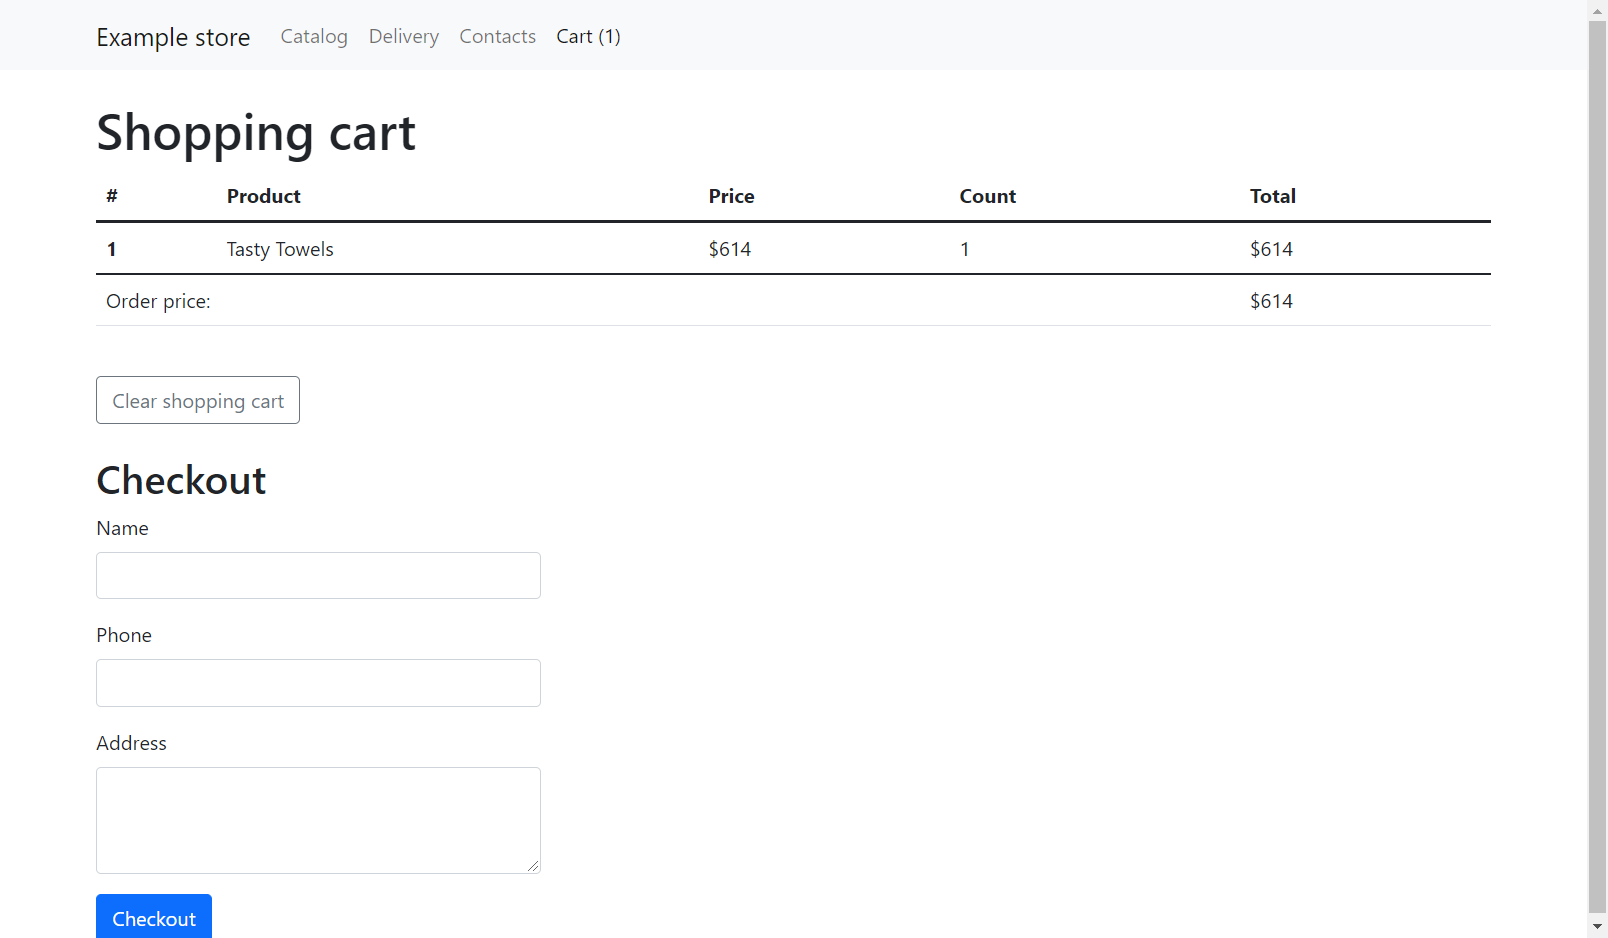 Example store Catalog Delivery Contacts Cart (1)
Shopping cart
# Product Price Count Total
1 Tasty Towels $614 1 $614
Order price: $614
Clear shopping cart
Checkout
Name
Phone
Address
Checkout